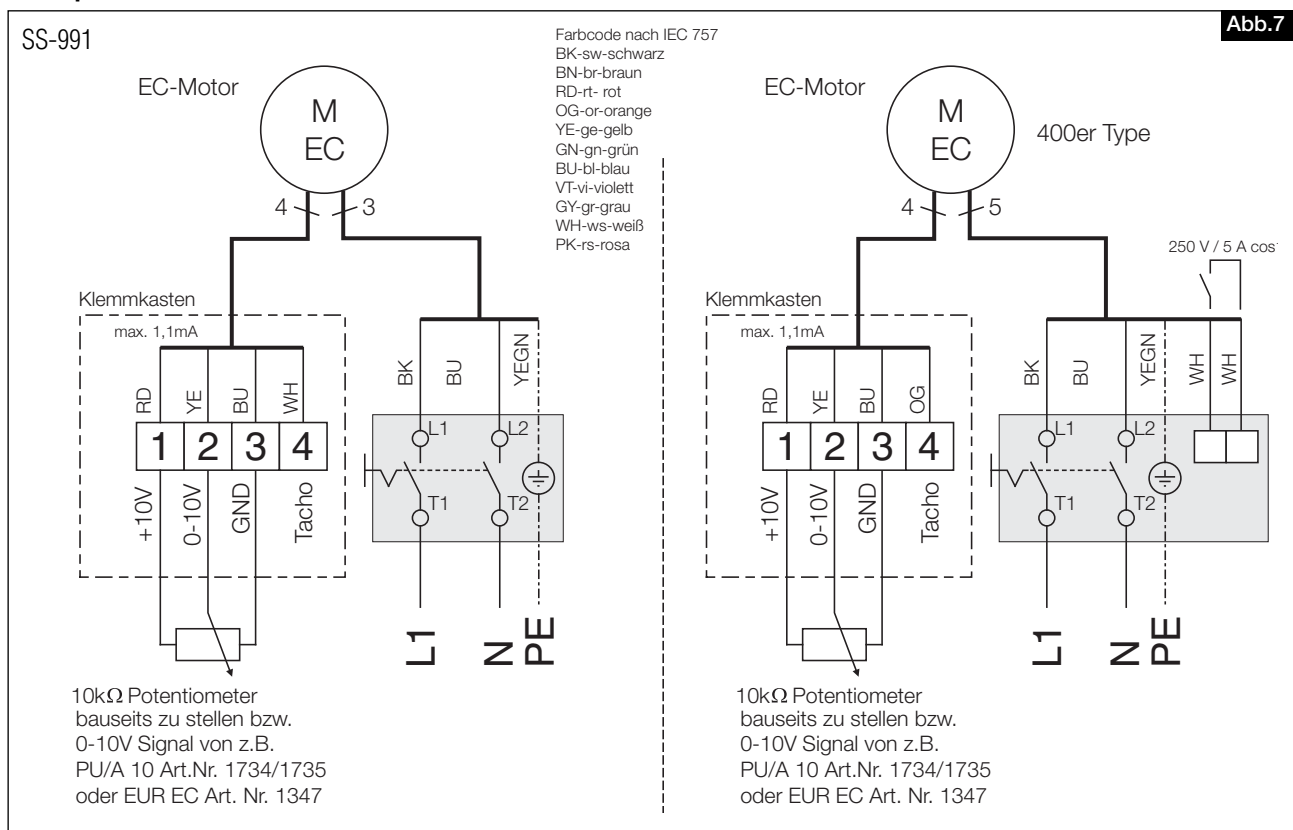 Abb.7
SS-991
Farbcode nach IEC 757
BK-sw-schwarz
BN-br-braun
RD-rt- rot
OG-or-orange
YE-ge-gelb
GN-gn-grün
BU-bl-blau
VT-vi-violett
GY-gr-grau
WH-ws-weiß
PK-rs-rosa
EC-Motor
M
EC
4
3
Klemmkasten
max. 1,1mA
RD
YE
BU
WH
1
2
3
4
+10V
0-10V
GND
Tacho
BK
BU
YEGN
L1
L2
T1
T2
L1
N
PE
10kΩ Potentiometer
bauseits zu stellen bzw.
0-10V Signal von z.B.
PU/A 10 Art.Nr. 1734/1735
oder EUR EC Art. Nr. 1347
EC-Motor
M
EC
400er Type
4
5
250 V / 5 A cos
Klemmkasten
max. 1,1mA
RD
YE
BU
OG
1
2
3
4
+10V
0-10V
GND
Tacho
BK
BU
YEGN
WH
WH
L1
L2
T1
T2
L1
N
PE
10kΩ Potentiometer
bauseits zu stellen bzw.
0-10V Signal von z.B.
PU/A 10 Art.Nr. 1734/1735
oder EUR EC Art. Nr. 1347